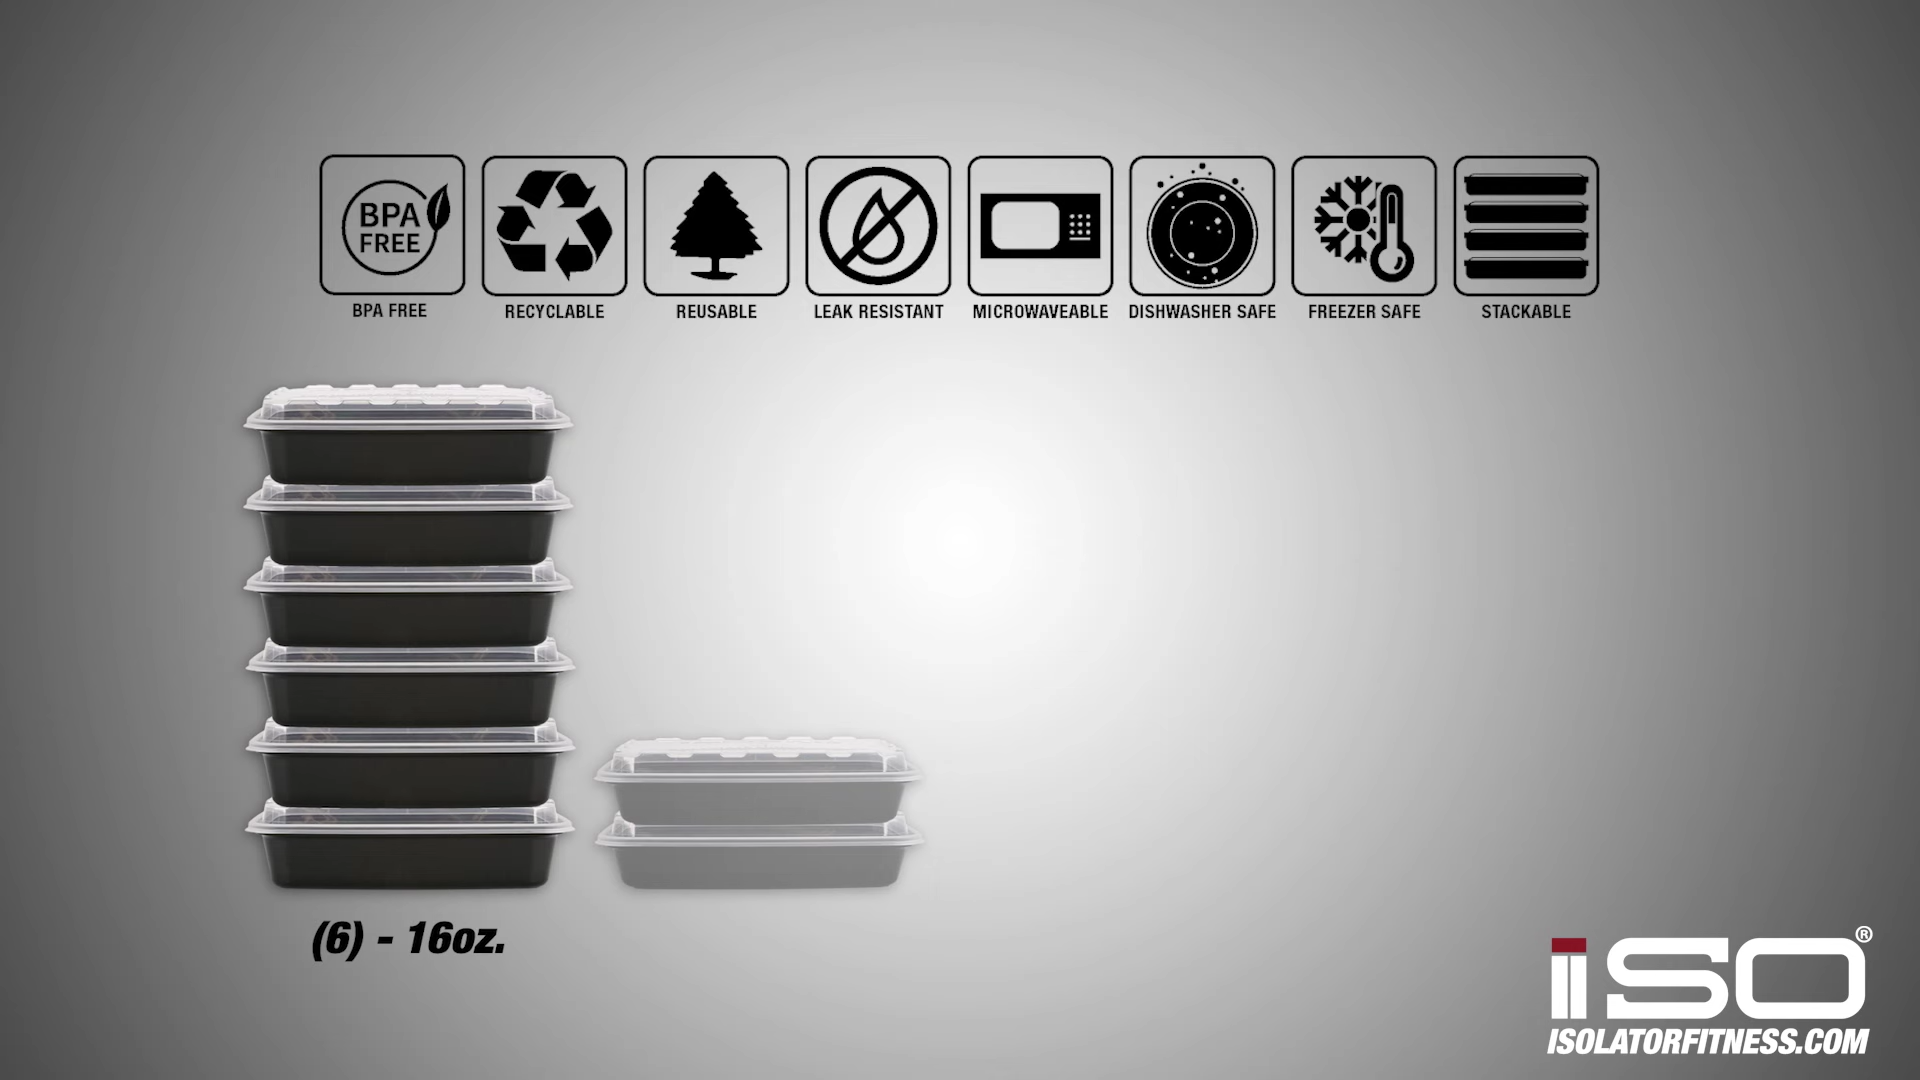 BPA
FREE
BPA FREE
RECYCLABLE
REUSABLE
LEAK RESISTANT
MICROWAVEABLE
DISHWASHER SAFE
FREEZER SAFE
STACKABLE
(6) - 16oz.
iSO®
ISOLATORFITNESS.COM